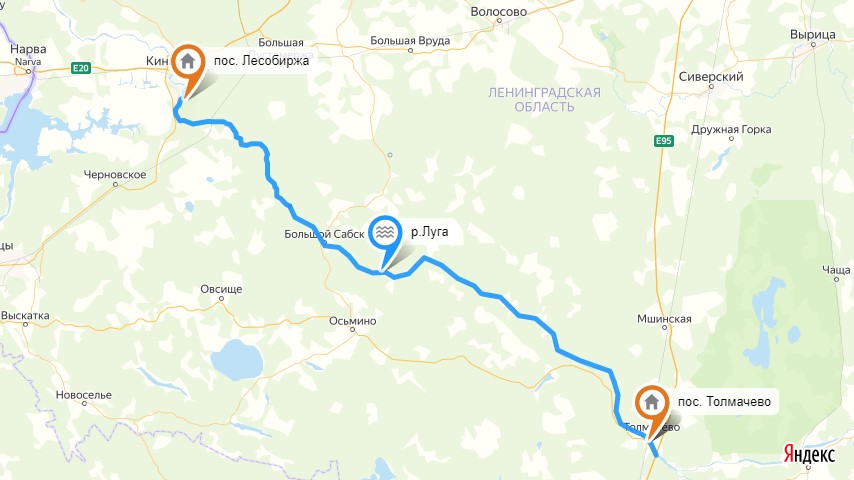 Волосово
Нарва
Narva
Большая
Большая Вруда
Вырица
E20
Кин
пос. Лесобиржа
Сиверский
ЛЕНИНГРАДСКАЯ
ОБЛАСТЬ
Дружная Горка
E95
Черновское
Большой Сабск
р.Луга
цы
Чаща
Овсище
Выскатка
Осьмино
Мшинская
Новоселье
пос. Толмачево
Яндекс